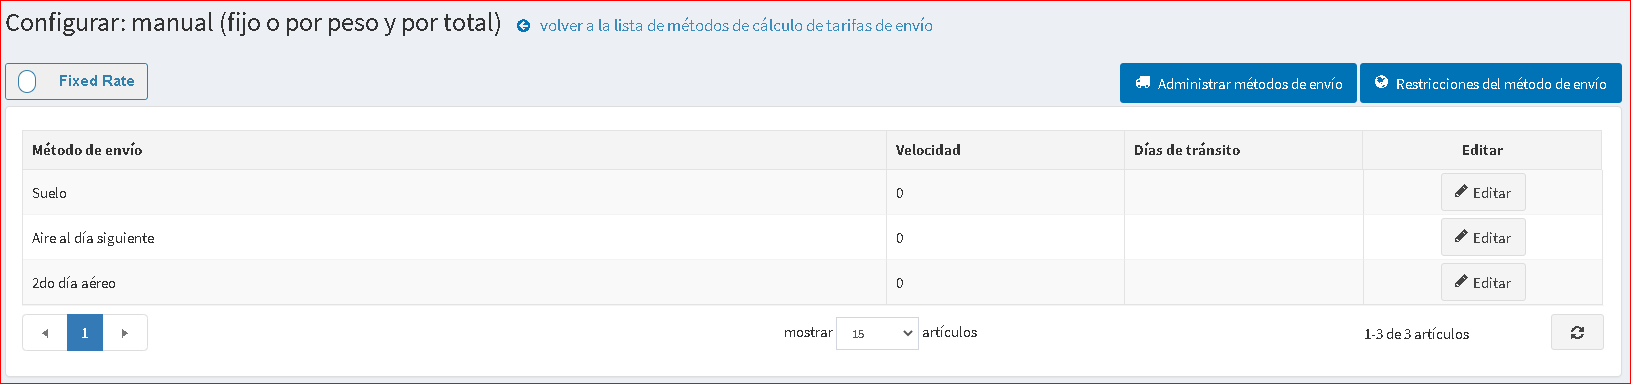 Configurar: manual (fijo o por peso y por total) volver a la lista de métodos de cálculo de tarifas de envío
Fixed Rate Administrar métodos de envío Restricciones del método de envío
Método de envío Velocidad Días de tránsito Editar
Suelo 0 Editar
Aire al día siguiente 0 Editar
2do día aéreo 0 Editar
1 mostrar 15 artículos 1-3 de 3 artículos